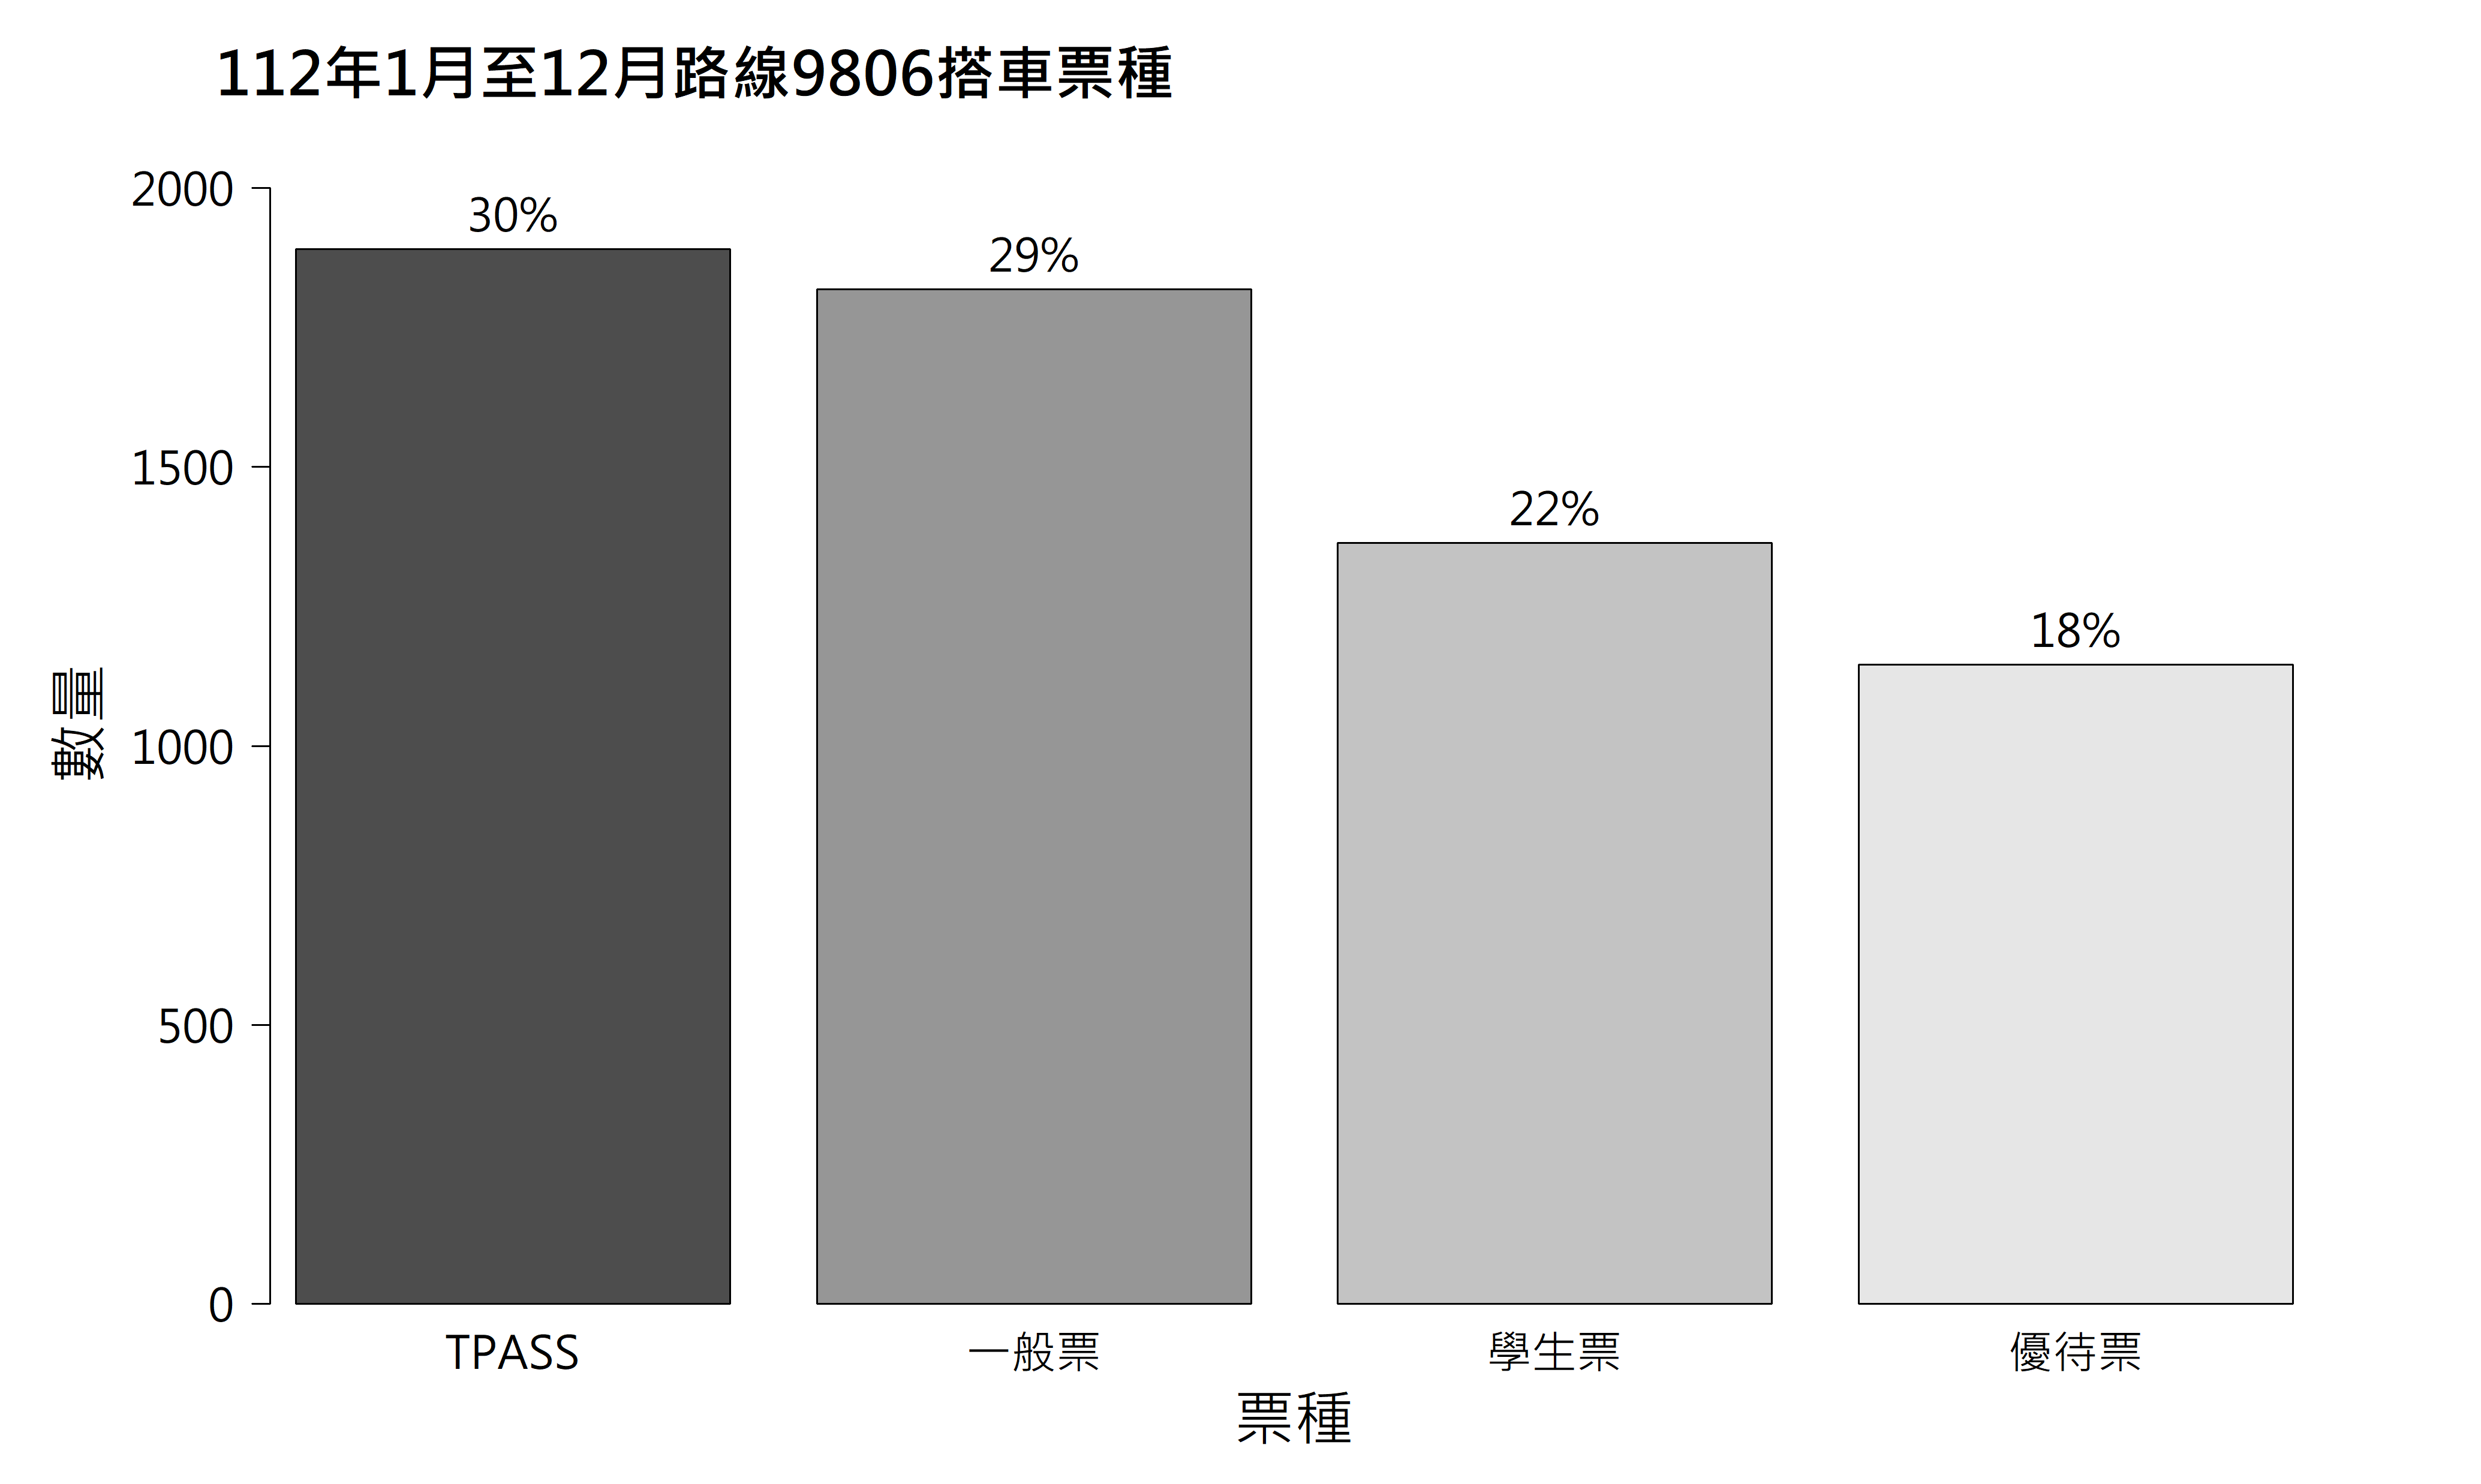 112年1月至12月路線9806搭車票種
2000
1500
1000
500
0
數量
30%
29%
22%
18%
TPASS
一般票
學生票
優待票
票種